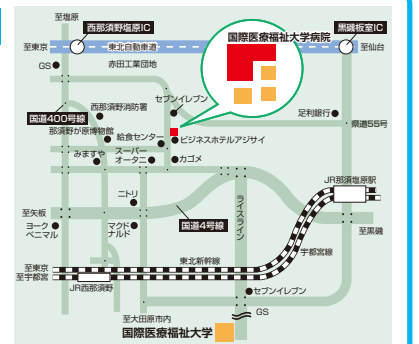 至塩原
西那須野塩原IC
黒磯板室IC
国際医療福祉大学病院
至東京
東北自動車道
至仙台
GS
赤田工業団地
西那須野消防署
セブンイレブン
足利銀行
国道400号線
県道55号
那須野が原博物館
給食センター
ビジネスホテルアジサイ
みますや
スーパー
オータニ
カゴメ
JR那須塩原駅
ニトリ
ライスライン
至矢板
国道4号線
至黒磯
ヨーク
ベニマル
マクド
ナルド
宇都宮線
東北新幹線
至東京
至宇都宮
JR西那須野
セブンイレブン
GS
至大田原市内
国際医療福祉大学